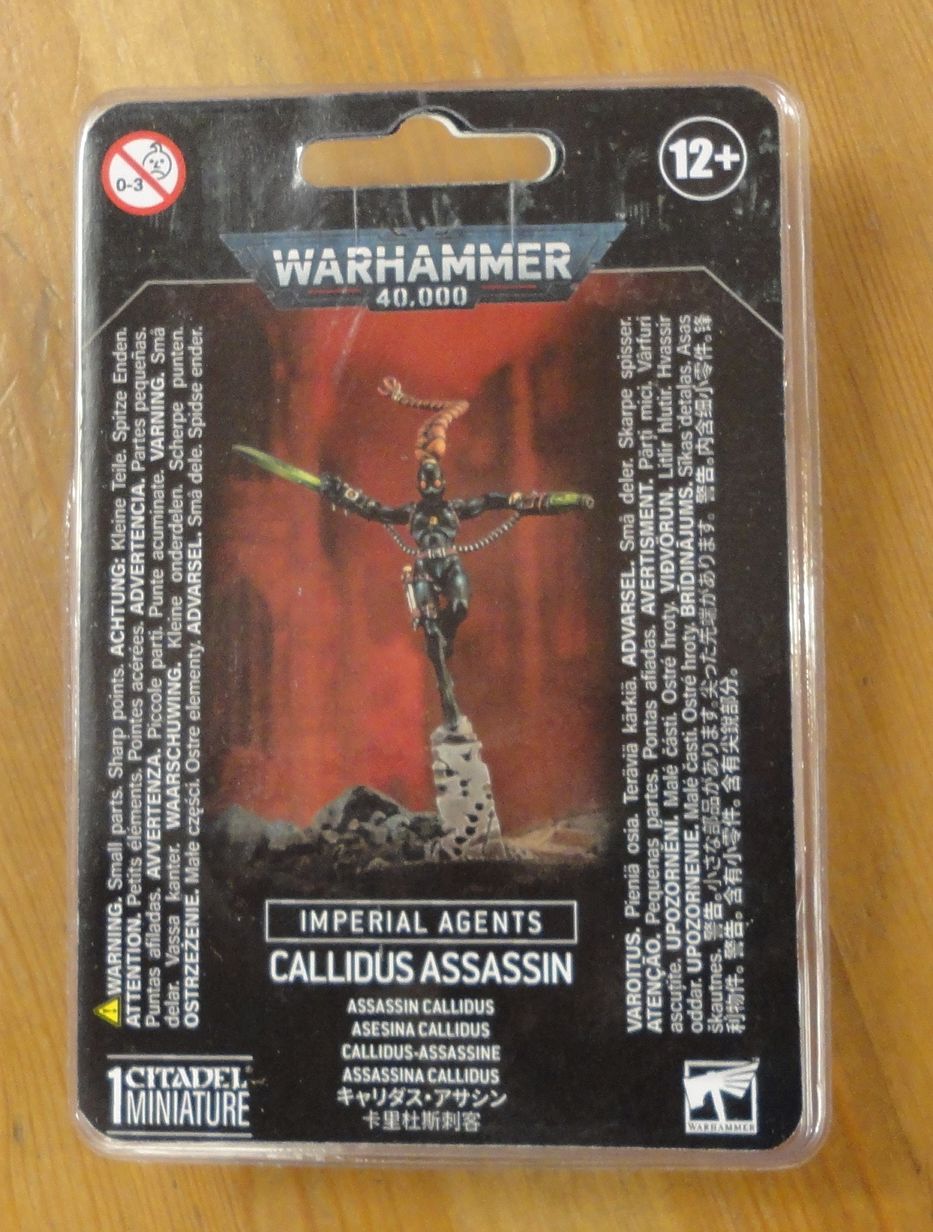 0-3
12+
WARHAMMER
40,000
WARNING. Small parts. Sharp points. ACHTUNG: Kleine Teile. Spitze Enden.
ATTENTION. Petits éléments. Pointes acérées. ADVERTENCIA. Partes pequeñas.
Puntas afiladas. AVVERTENZA. Piccole parti. Punte acuminate. VARNING. Små
delar. Vassa kanter. WAARSCHUWING. Kleine onderdelen. Scherpe punten.
OSTRZEŻENIE. Małe części. Ostre elementy. ADVARSEL. Små dele. Spidse ender.
VAROITUS. Pieniä osia. Teräviä kärkiä. ADVARSEL. Små deler. Skarpe spisser.
ATENÇÃO. Pequenas partes. Pontas afiadas. AVERTISMENT. Părți mici. Vârfuri
ascuțite. UPOZORNĚNÍ. Malé části. Ostré hroty. VIÐVÖRUN. Litlir hlutir. Hvassir
oddar. UPOZORNENIE. Malé časti. Ostré hroty. BRĪDINĀJUMS. Sīkas detaļas. Asas
šķautnes. 警告。小さな部品があります。尖った先端があります。警告。内含细小零件。锋
利物件。警告。含有小零件。含有尖銳部分。
IMPERIAL AGENTS
CALLIDUS ASSASSIN
ASSASSIN CALLIDUS
ASESINA CALLIDUS
CALLIDUS-ASSASSINE
ASSASSINA CALLIDUS
キャリダス・アサシン
卡里杜斯刺客
1 CITADEL®
MINIATURE
WARHAMMER